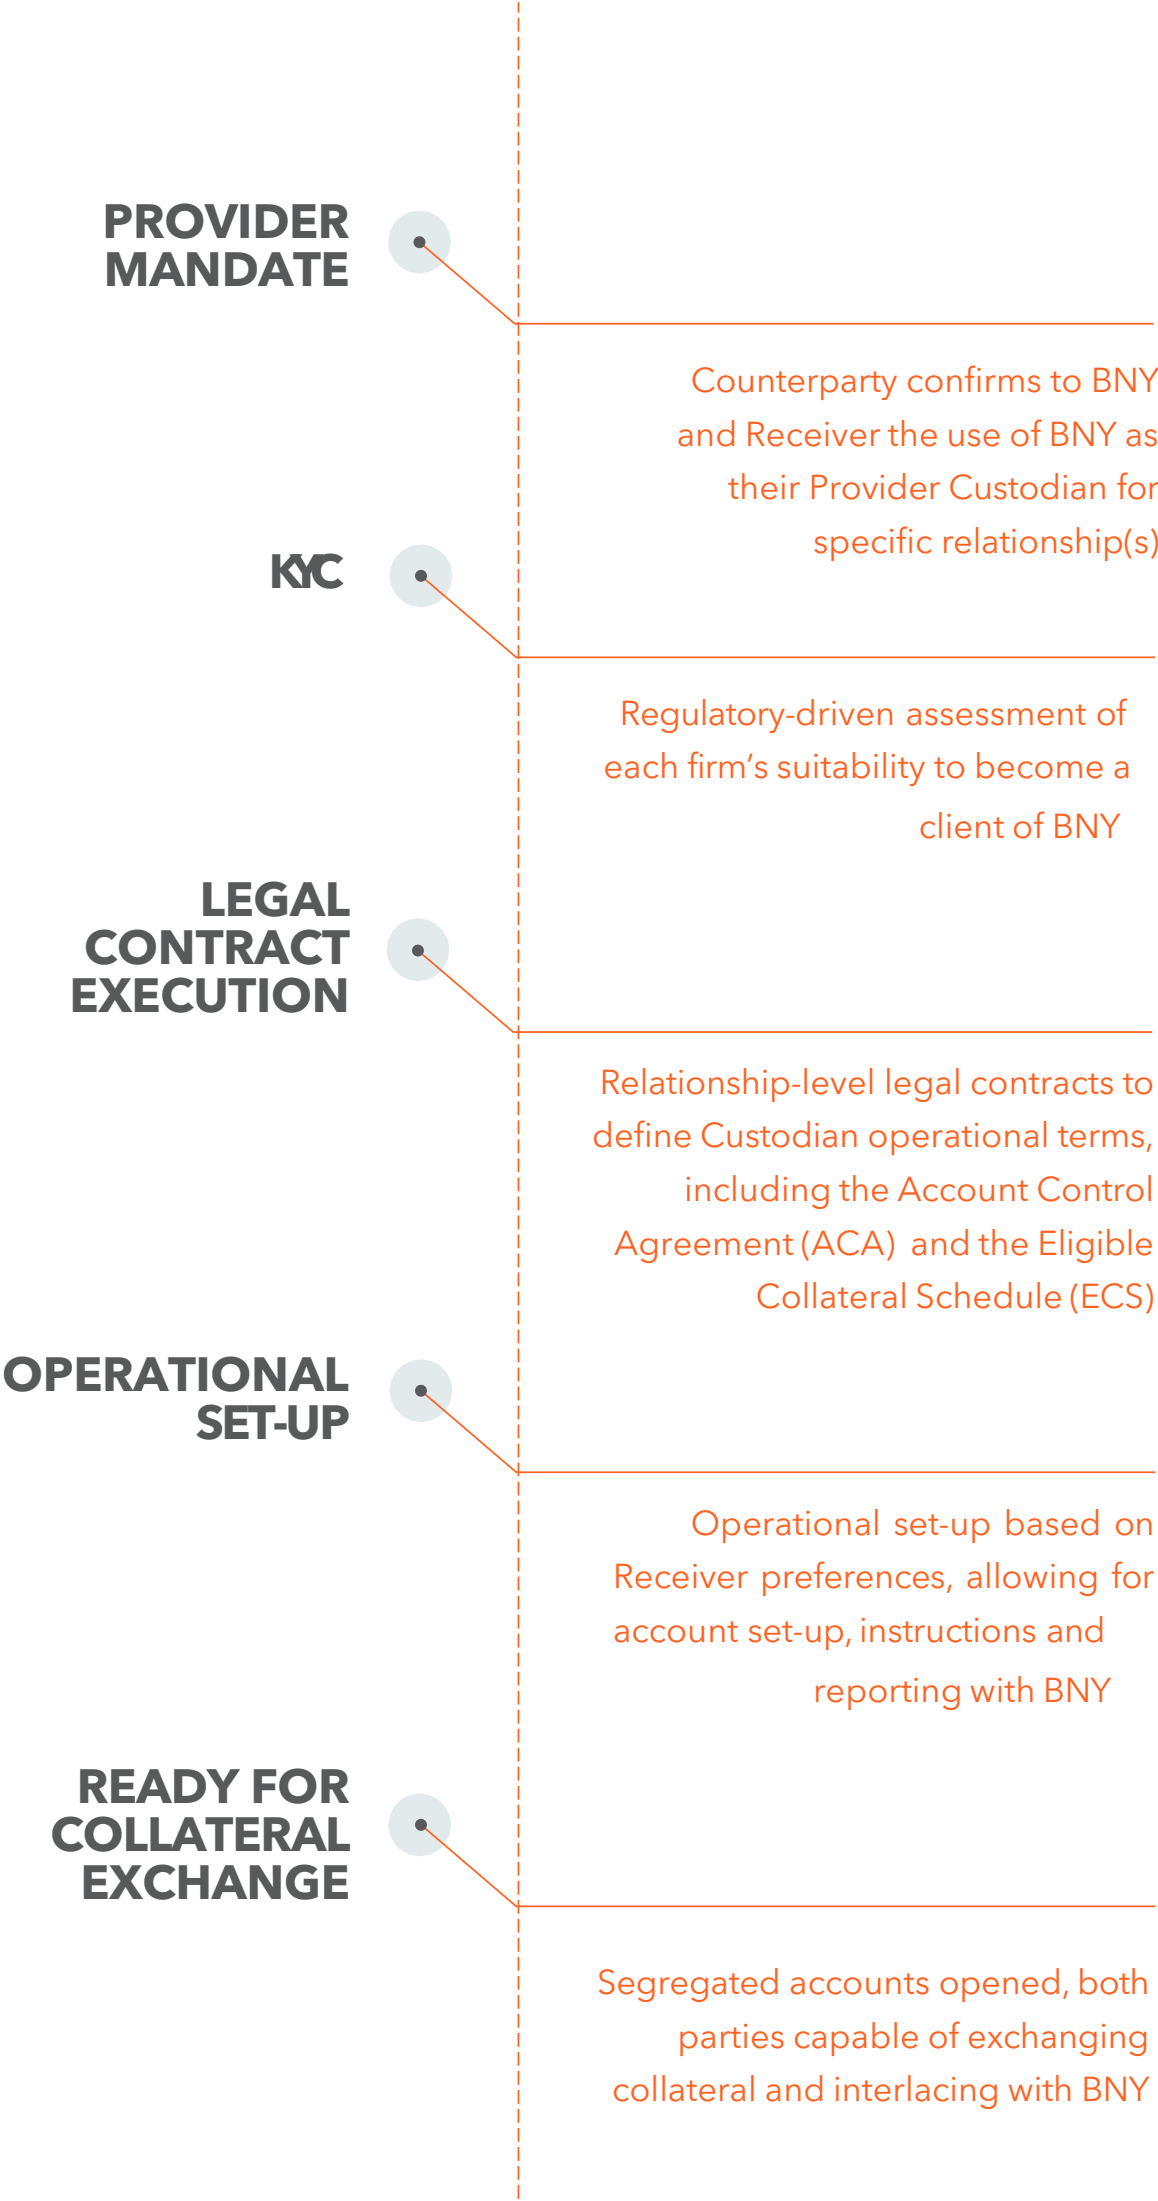 PROVIDER
MANDATE
Counterparty confirms to BNY
and Receiver the use of BNY as
their Provider Custodian for
specific relationship(s)
KYC
Regulatory-driven assessment of
each firm’s suitability to become a
client of BNY
LEGAL
CONTRACT
EXECUTION
Relationship-level legal contracts to
define Custodian operational terms,
including the Account Control
Agreement (ACA) and the Eligible
Collateral Schedule (ECS)
OPERATIONAL
SET-UP
Operational set-up based on
Receiver preferences, allowing for
account set-up, instructions and
reporting with BNY
READY FOR
COLLATERAL
EXCHANGE
Segregated accounts opened, both
parties capable of exchanging
collateral and interlacing with BNY